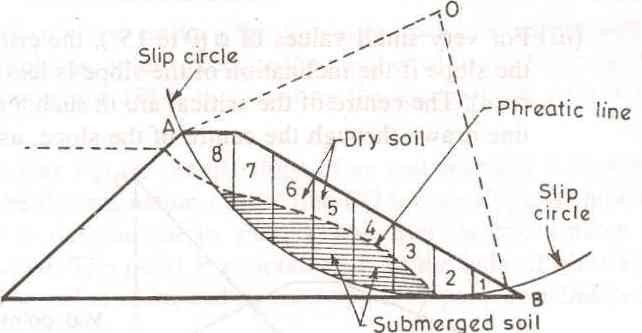 O
Slip circle
A
Phreatic line
Dry soil
8
7
6
5
4
3
2
1
Slip
circle
B
Submerged soil